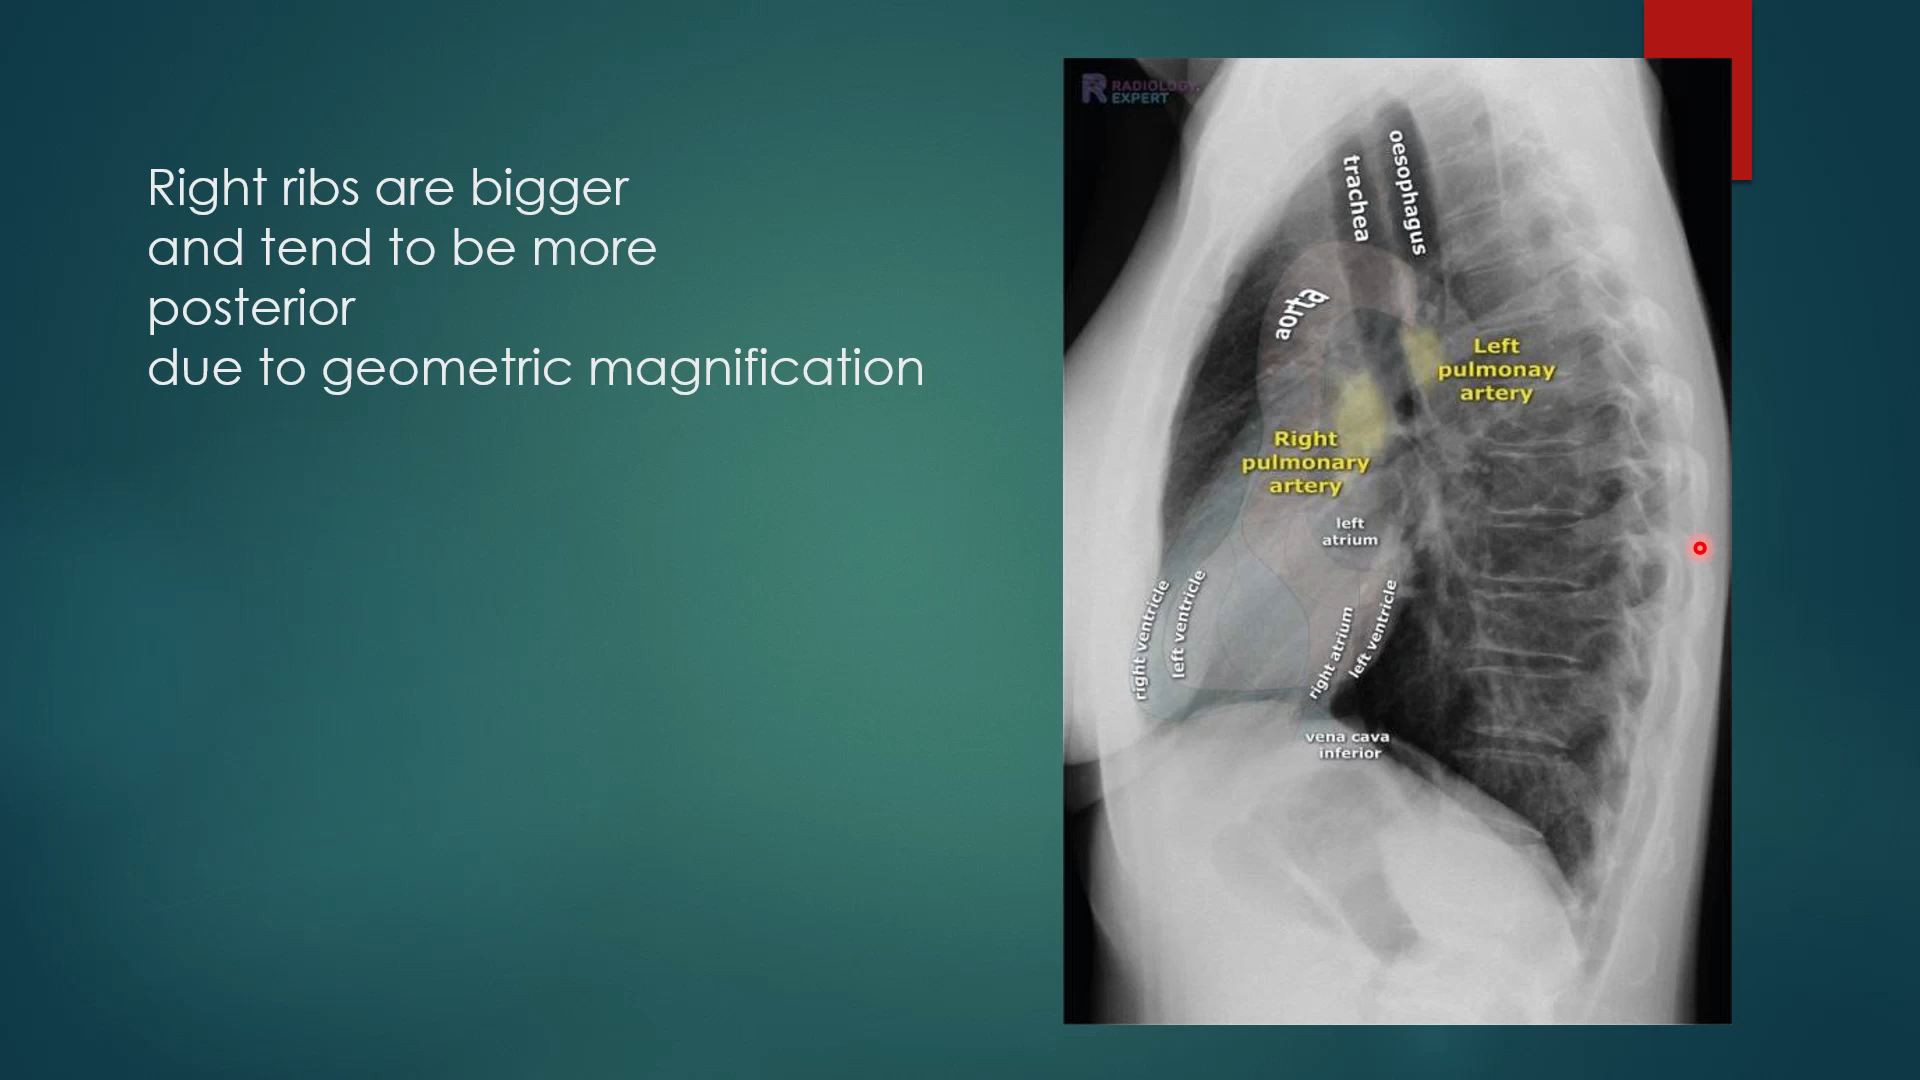 Right ribs are bigger
and tend to be more
posterior
due to geometric magnification
RADIOLOGY.
EXPERT
trachea
oesophagus
aorta
Left
pulmonay
artery
Right
pulmonary
artery
left
atrium
right ventricle
left ventricle
right atrium
left ventricle
vena cava
inferior